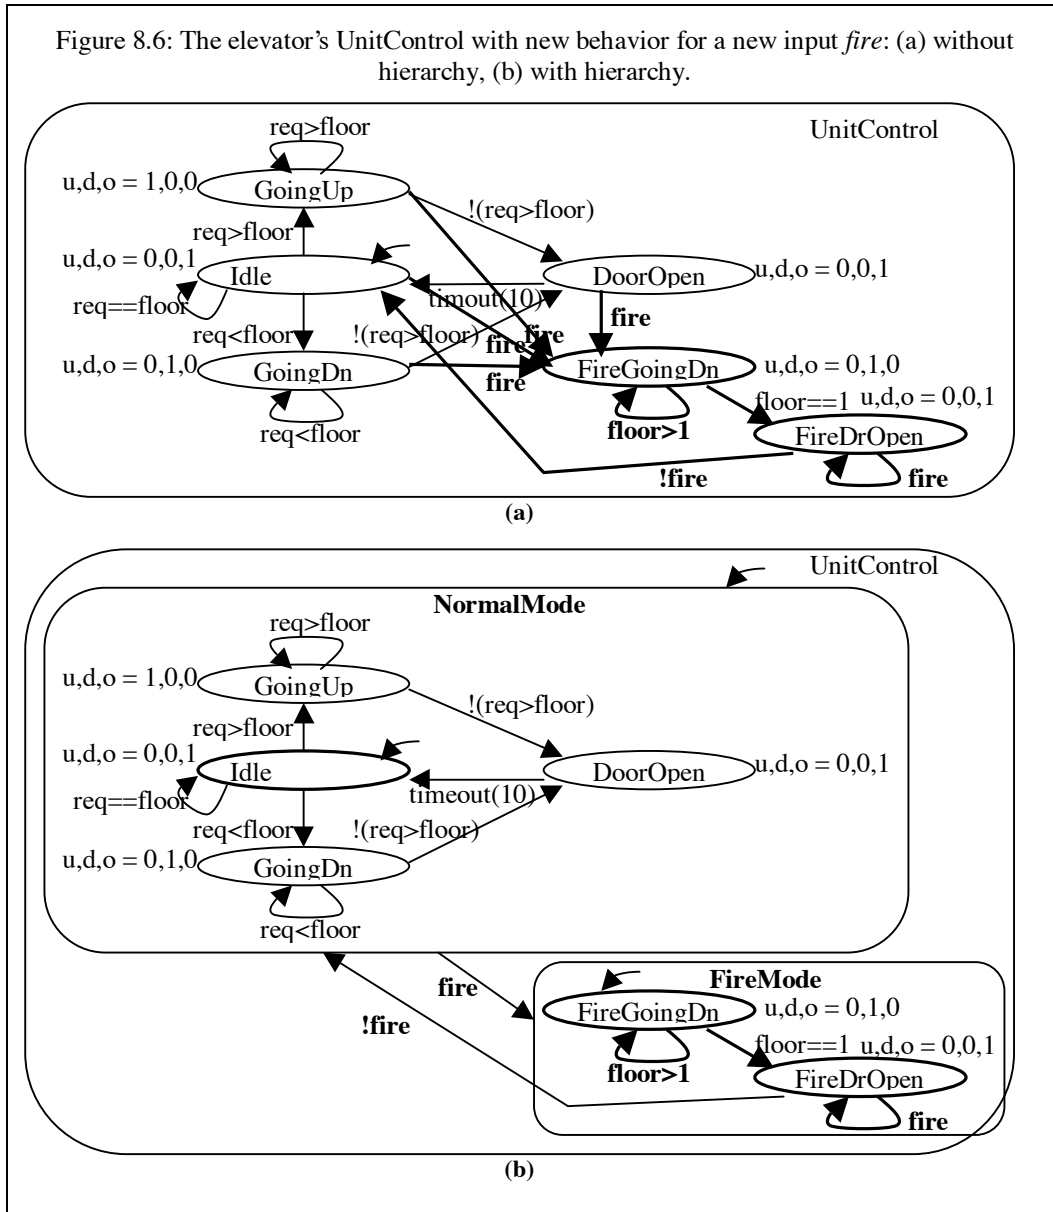 Figure 8.6: The elevator's UnitControl with new behavior for a new input fire: (a) without
hierarchy, (b) with hierarchy.
UnitControl
req>floor
u,d,o = 1,0,0
GoingUp
!(req>floor)
req>floor
u,d,o = 0,0,1
Idle
DoorOpen
u,d,o = 0,0,1
req==floor
timeout(10)
req<floor
!(req>floor)
fire
fire
fire
u,d,o = 0,1,0
GoingDn
fire
FireGoingDn
u,d,o = 0,1,0
floor==1
u,d,o = 0,0,1
req<floor
floor>1
FireDrOpen
!fire
fire
(a)
UnitControl
NormalMode
req>floor
u,d,o = 1,0,0
GoingUp
!(req>floor)
req>floor
u,d,o = 0,0,1
Idle
DoorOpen
u,d,o = 0,0,1
req==floor
timeout(10)
req<floor
!(req>floor)
u,d,o = 0,1,0
GoingDn
req<floor
fire
FireMode
!fire
FireGoingDn
u,d,o = 0,1,0
floor==1
u,d,o = 0,0,1
floor>1
FireDrOpen
fire
(b)